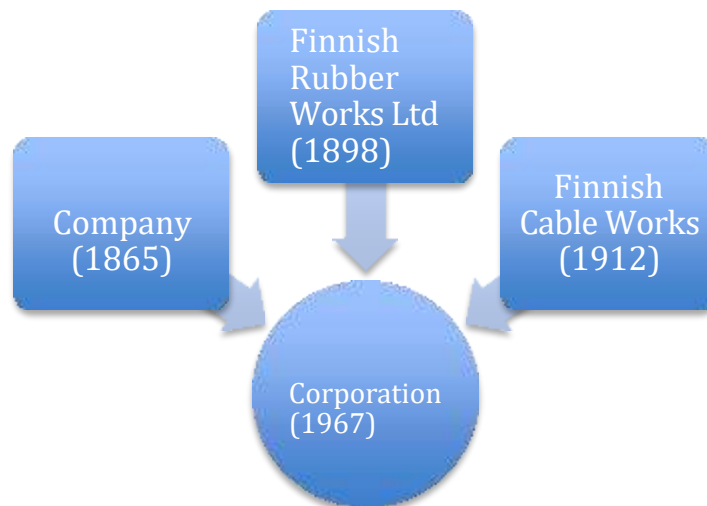 Finnish
Rubber
Works Ltd
(1898)
Company
(1865)
Finnish
Cable Works
(1912)
Corporation
(1967)